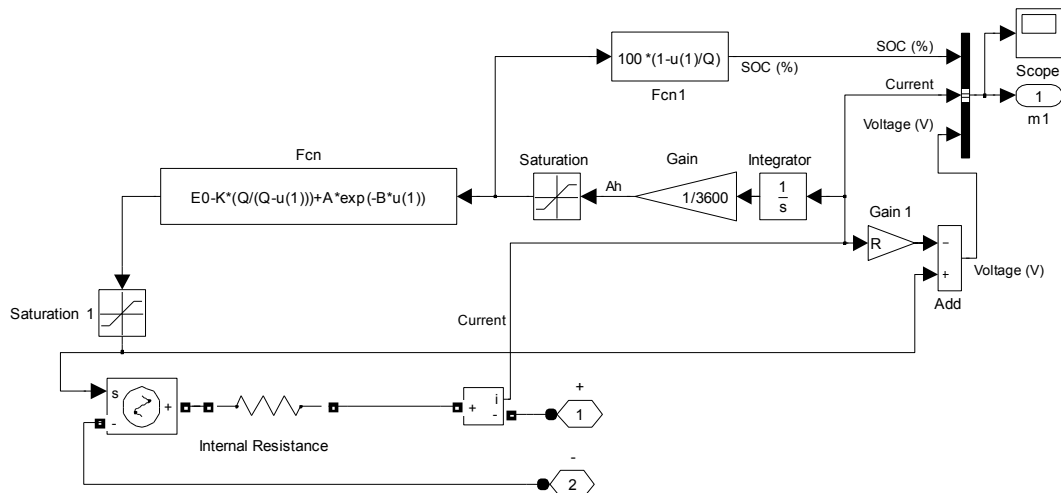 SOC (%)
100 *(1-u(1)/Q)
SOC (%)
Fcn1
Scope
Current
1
m1
Voltage (V)
Fcn
Saturation
Gain
Integrator
E0-K*(Q/(Q-u(1)))+A*exp(-B*u(1))
Ah
1/3600
1
s
Gain 1
R
−
+
Voltage (V)
Add
Saturation 1
Current
s
+
-
+
i
-
+
1
Internal Resistance
-
2